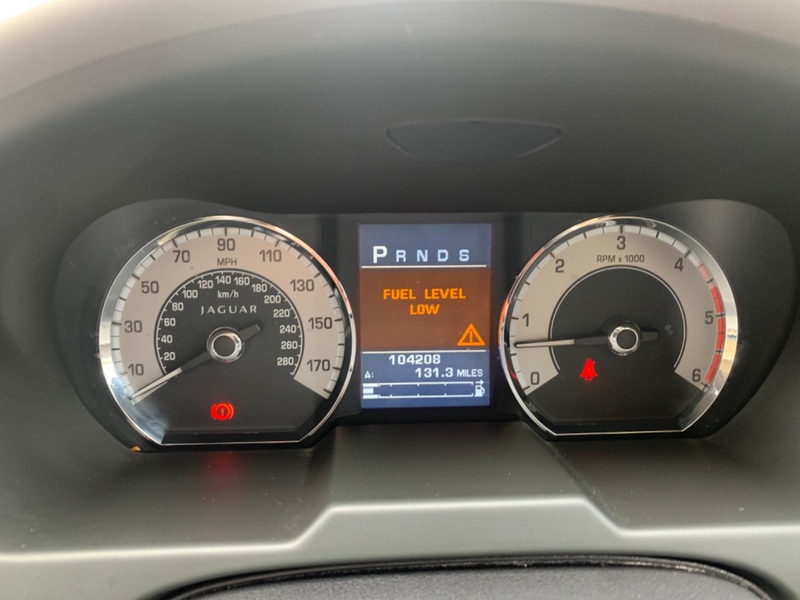 10 30 50 70 90 110 130 150 170
MPH
20 40 60 80 100 120 140 160 180 200 220 240 260 280
km/h
JAGUAR
P R N D S
FUEL LEVEL
LOW
104208
A: 131.3 MILES
0 1 2 3 4 5 6
RPM x 1000